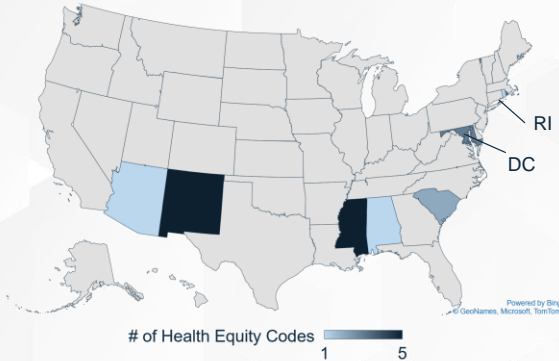 RI
DC
Powered by Bing
© GeoNames, Microsoft, TomTom
# of Health Equity Codes
1 5